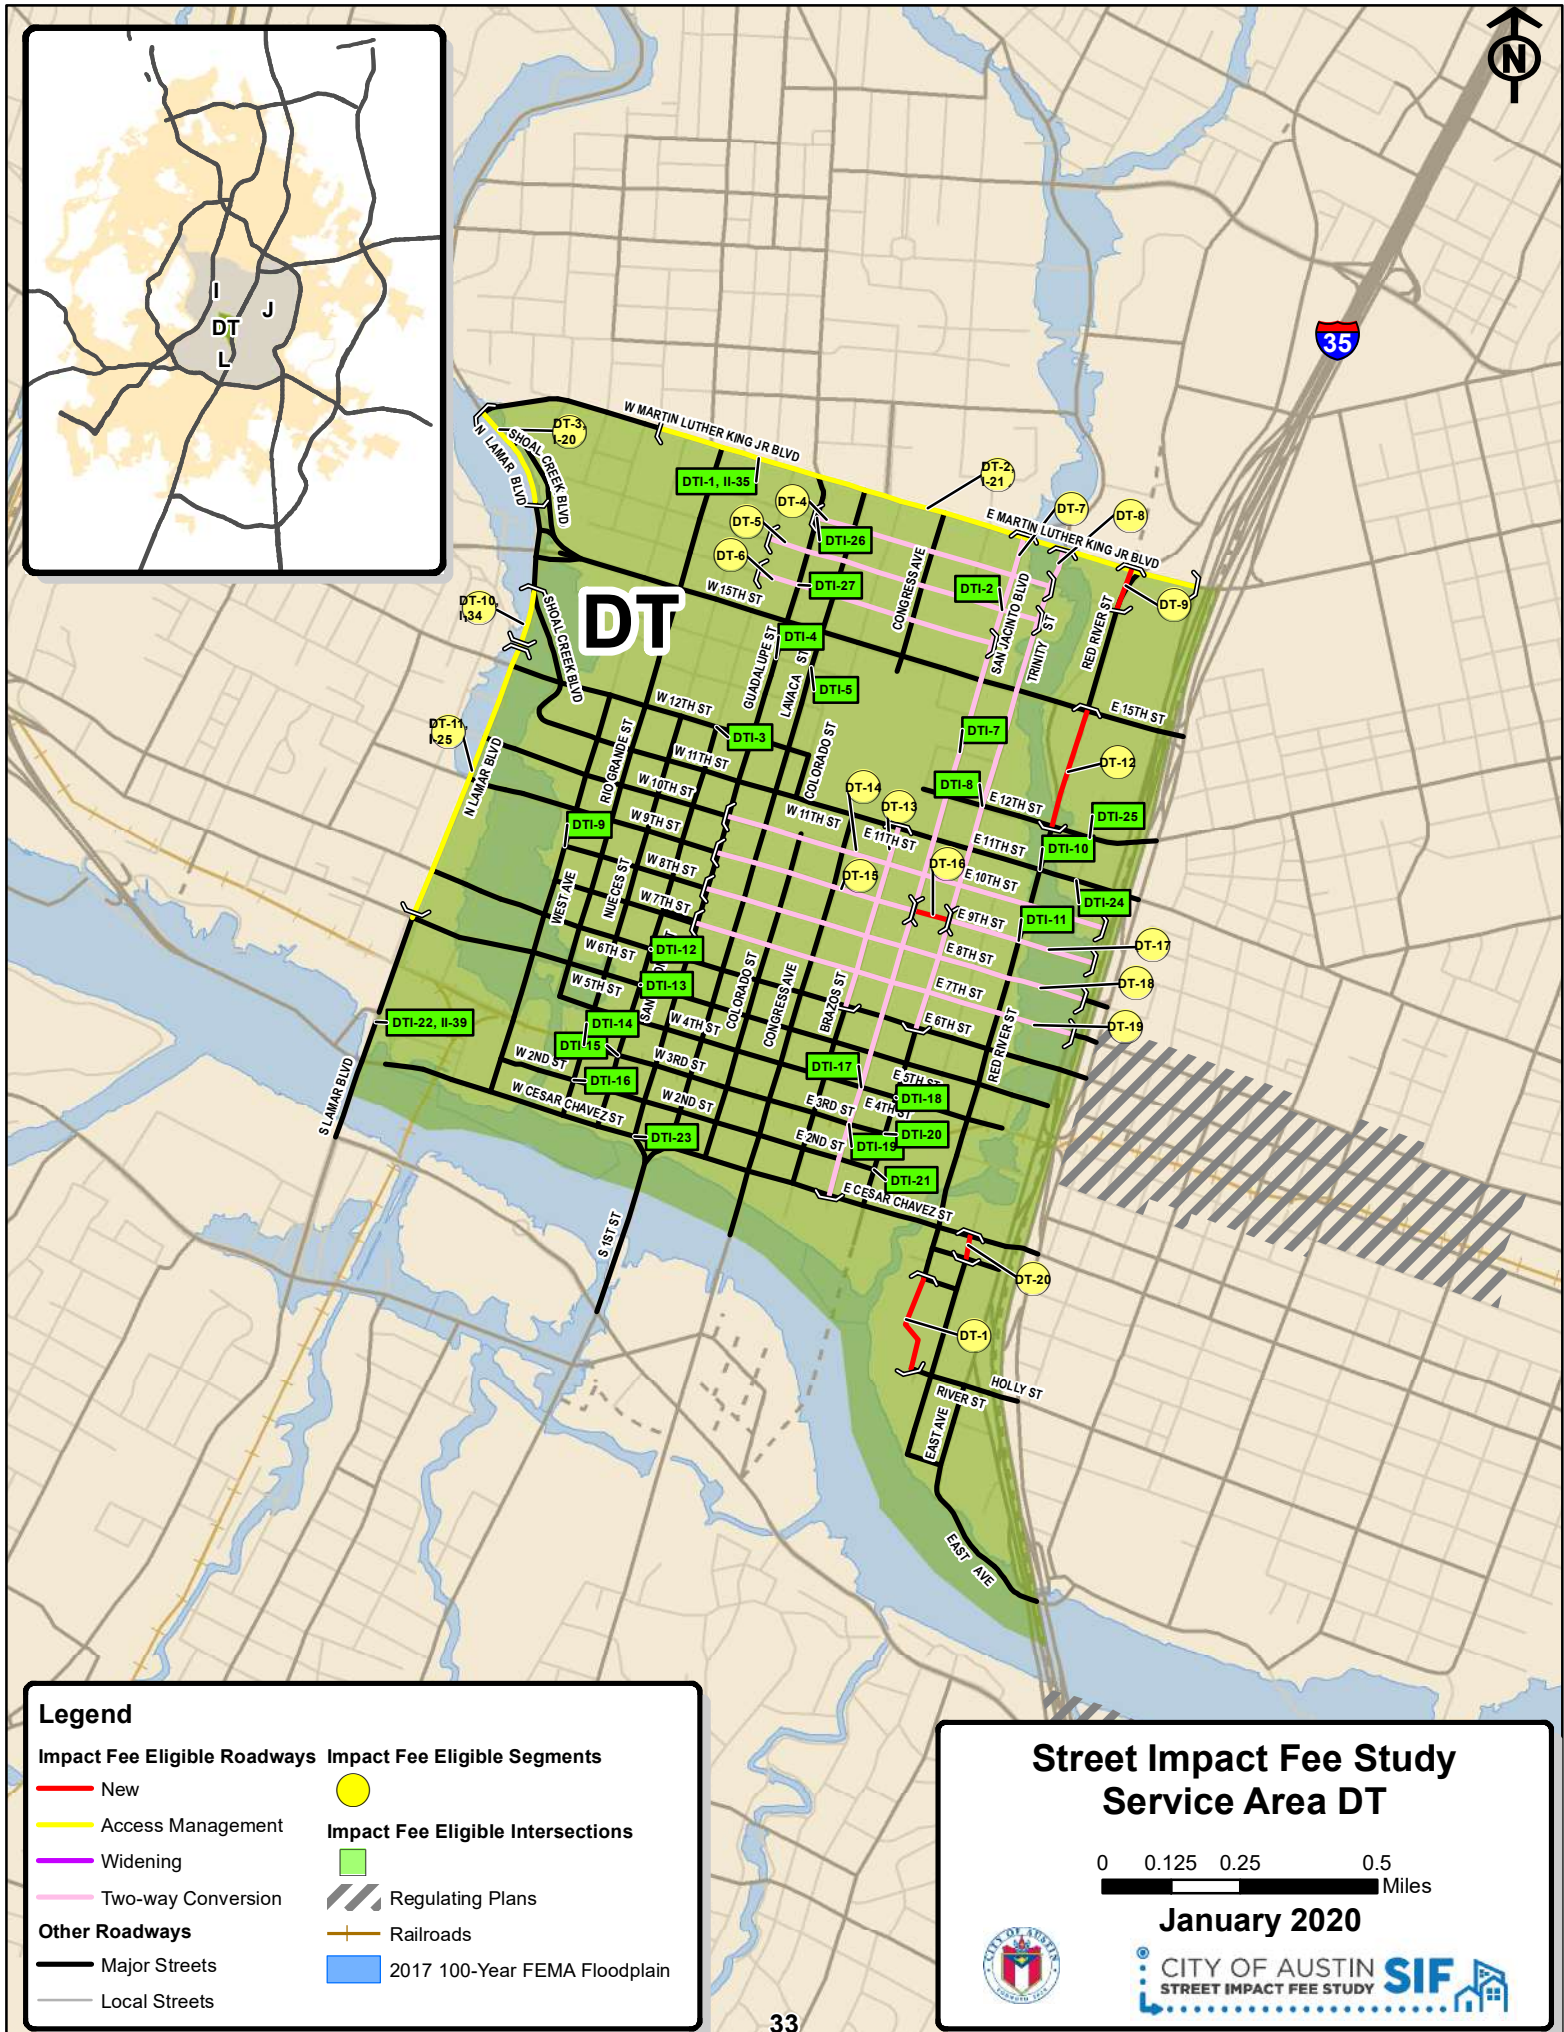 N
I
J
DT
L
35
W MARTIN LUTHER KING JR BLVD
DT-3,
I-20
N LAMAR BLVD
SHOAL CREEK BLVD
DTI-1, II-35
DT-2,
I-21
DT-4
DT-5
DT-6
DT-7
DT-8
E MARTIN LUTHER KING JR BLVD
DTI-26
DTI-27
DTI-2
CONGRESS AVE
W 15TH ST
SAN JACINTO BLVD
TRINITY ST
RED RIVER ST
DT-9
DT-10,
I-34
SHOAL CREEK BLVD
DT
GUADALUPE ST
LAVACA ST
DTI-4
DTI-5
E 15TH ST
W 12TH ST
DTI-3
DTI-7
DT-11,
I-25
N LAMAR BLVD
RIO GRANDE ST
W 11TH ST
COLORADO ST
DT-12
W 10TH ST
DT-14
DT-13
DTI-8
E 12TH ST
DTI-25
W 9TH ST
W 11TH ST
E 11TH ST
E 11TH ST
DTI-9
DTI-10
W 8TH ST
DT-15
DT-16
E 10TH ST
WEST AVE
NUECES ST
W 7TH ST
E 9TH ST
DTI-24
DTI-11
W 6TH ST
DTI-12
E 8TH ST
DT-17
W 5TH ST
DTI-13
COLORADO ST
CONGRESS AVE
BRAZOS ST
E 7TH ST
DT-18
DTI-22, II-39
DTI-14
SAN
W 4TH ST
E 6TH ST
DT-19
DTI-15
W 2ND ST
W 3RD ST
DTI-17
E 5TH ST
RED RIVER ST
DTI-16
W CESAR CHAVEZ ST
W 2ND ST
E 3RD ST
E 4TH ST
DTI-18
S LAMAR BLVD
DTI-23
E 2ND ST
DTI-19
DTI-20
DTI-21
E CESAR CHAVEZ ST
S 1ST ST
DT-20
DT-1
HOLLY ST
RIVER ST
EAST AVE
EAST AVE
Legend
Impact Fee Eligible Roadways
New
Access Management
Widening
Two-way Conversion
Other Roadways
Major Streets
Local Streets
Impact Fee Eligible Segments
Impact Fee Eligible Intersections
Regulating Plans
Railroads
2017 100-Year FEMA Floodplain
Street Impact Fee Study
Service Area DT
0 0.125 0.25 0.5
Miles
January 2020
CITY OF AUSTIN
FOUNDED 1839
CITY OF AUSTIN
STREET IMPACT FEE STUDY
SIF
33